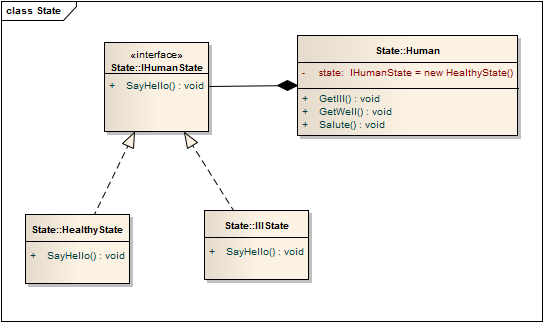 class State
«interface»
State::IHumanState
+ SayHello() : void
State::Human
- state: IHumanState = new HealthyState()
+ GetIll() : void
+ GetWell() : void
+ Salute() : void
State::HealthyState
+ SayHello() : void
State::IllState
+ SayHello() : void